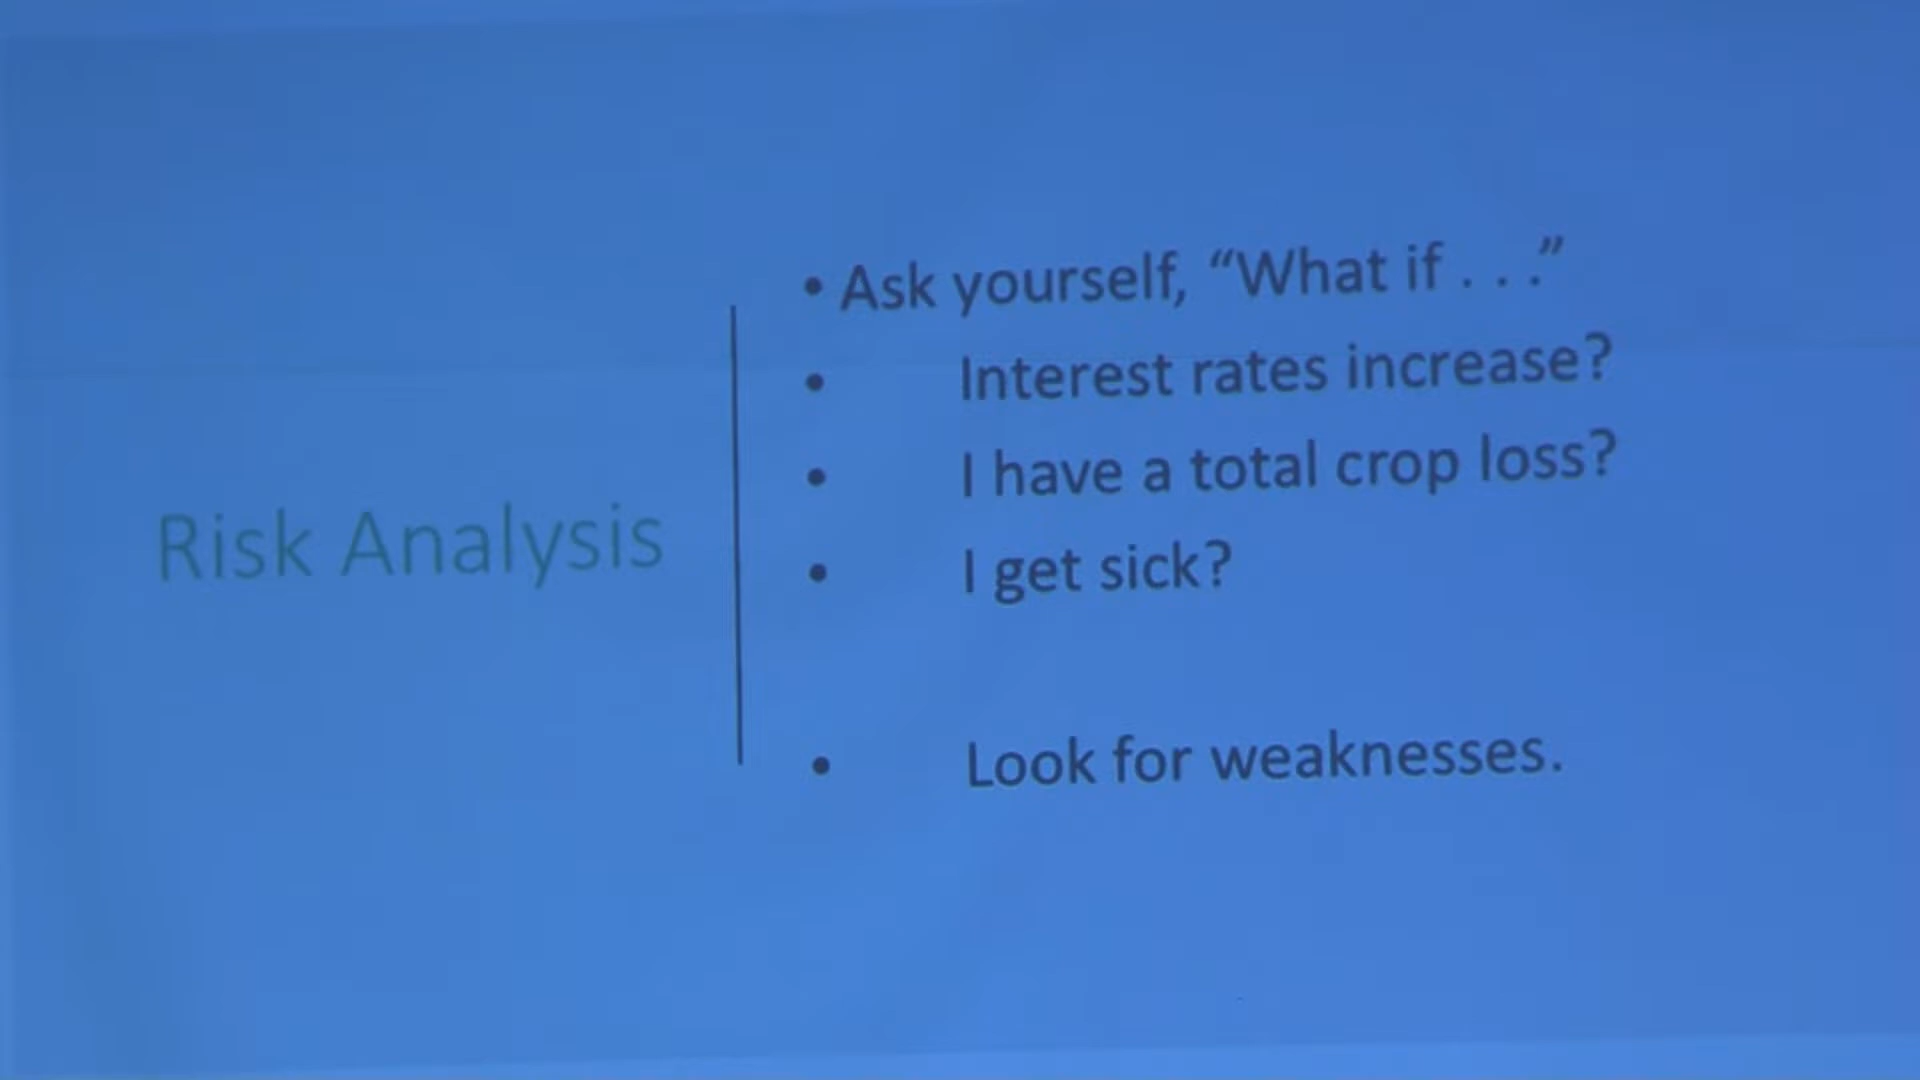 Risk Analysis
• Ask yourself, “What if . . .”
• Interest rates increase?
• I have a total crop loss?
• I get sick?
• Look for weaknesses.